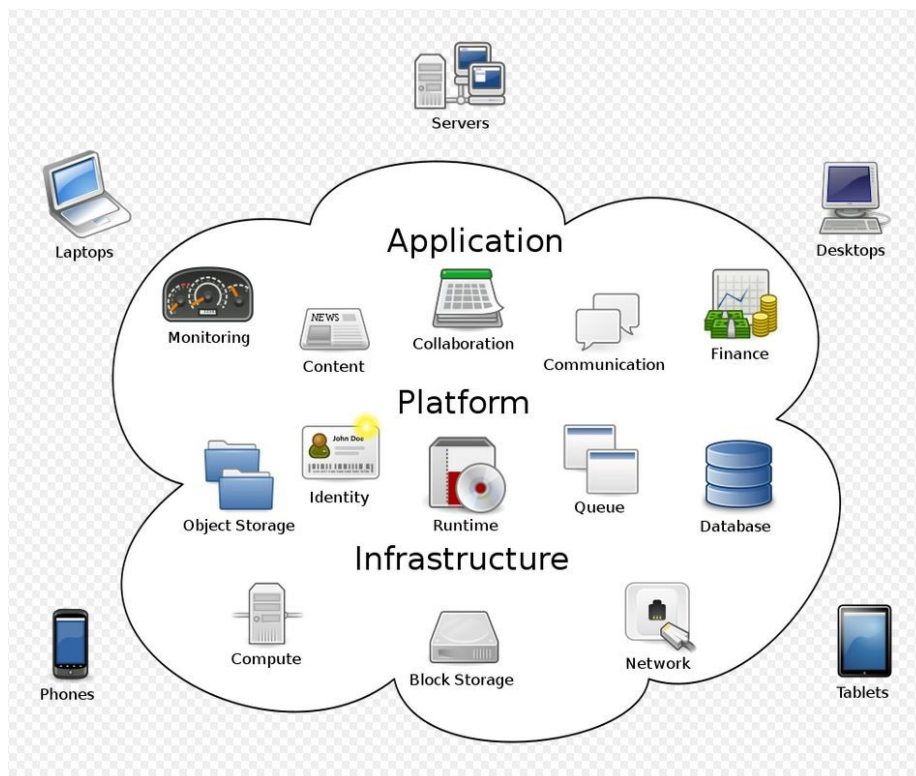 Servers
Laptops
Desktops
Application
Monitoring
NEWS
Content
Collaboration
Communication
Finance
Platform
Object Storage
John Doe
Identity
Runtime
Queue
Database
Infrastructure
Compute
Block Storage
Network
Phones
Tablets